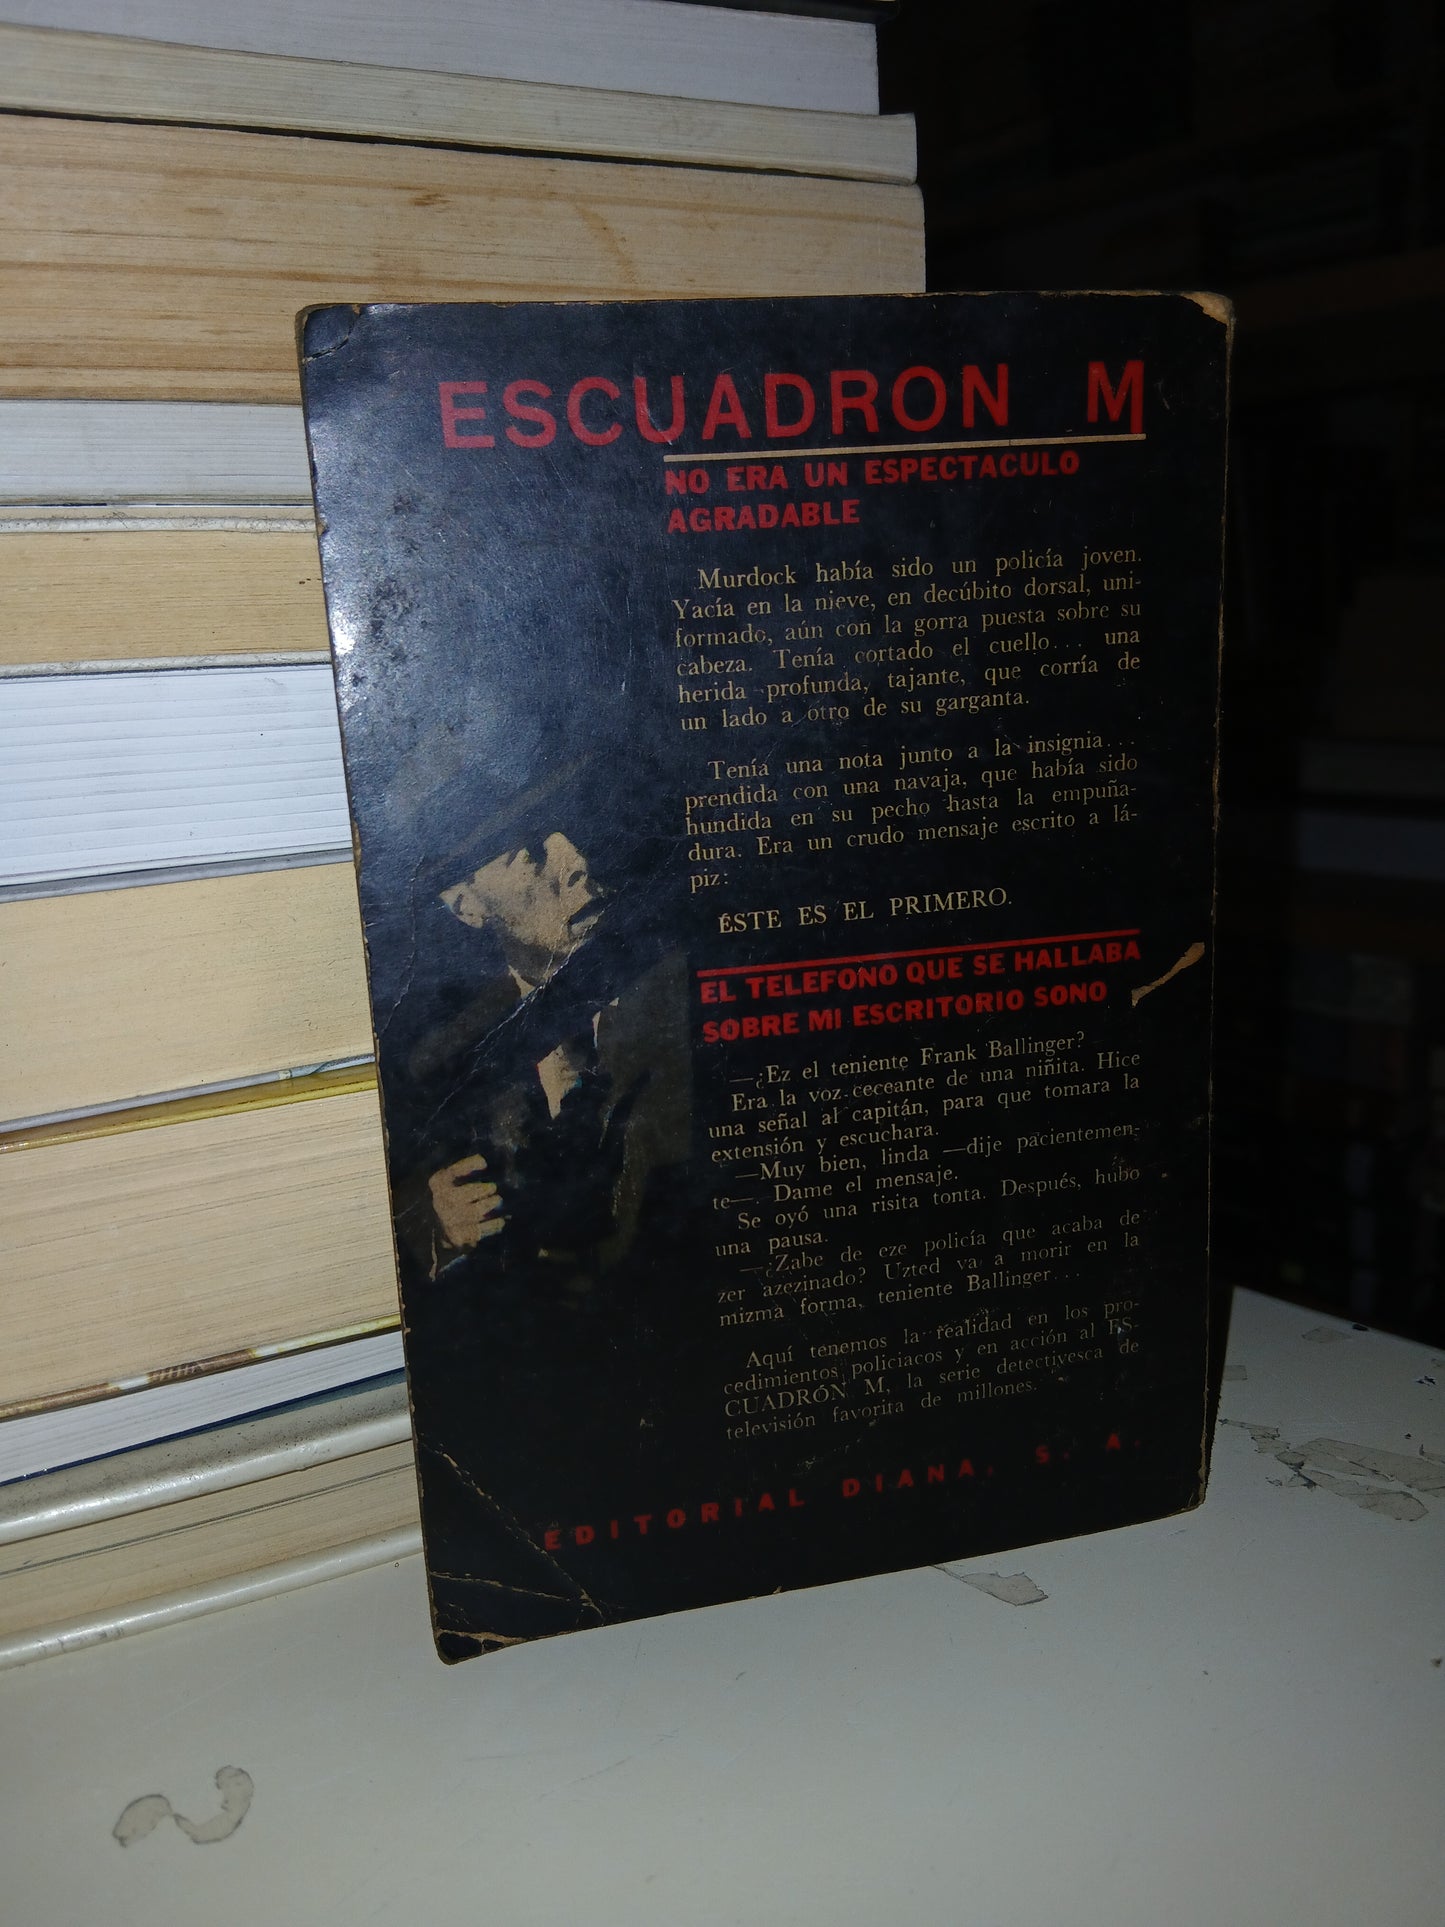 ESCUADRON M
NO ERA UN ESPECTACULO
AGRADABLE
Murdock había sido un policía joven.
Yacía en la nieve, en decúbito dorsal, uni-
formado, aún con la gorra puesta sobre su
cabeza. Tenía cortado el cuello... una
herida profunda, tajante, que corría de
un lado a otro de su garganta.
Tenía una nota junto a la insignia...
prendida con una navaja, que había sido
hundida en su pecho hasta la empuña-
dura. Era un crudo mensaje escrito a lá-
piz:
ÉSTE ES EL PRIMERO.
EL TELEFONO QUE SE HALLABA
SOBRE MI ESCRITORIO SONO
—¿Ez el teniente Frank Ballinger?
Era la voz ceceante de una niñita. Hice
una señal al capitán, para que tomara la
extensión y escuchara.
—Muy bien, linda —dije pacientemen-
te—. Dame el mensaje.
Se oyó una risita tonta. Después, hubo
una pausa.
—¿Zabe de eze policía que acaba de
zer azezinado? Uzted va a morir en la
mizma forma, teniente Ballinger...
Aquí tenemos la realidad en los pro-
cedimientos policiacos y en acción al ES-
CUADRÓN M, la serie detectivesca de
televisión favorita de millones.
EDITORIAL DIANA, S. A.